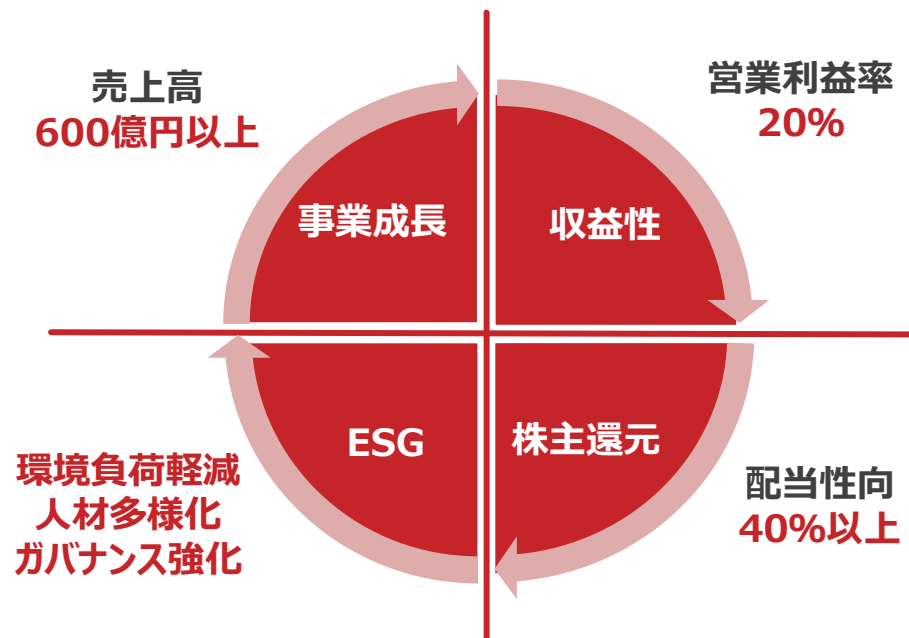 売上高
600億円以上
営業利益率
20%
事業成長
収益性
ESG
株主還元
環境負荷軽減
人材多様化
ガバナンス強化
配当性向
40%以上